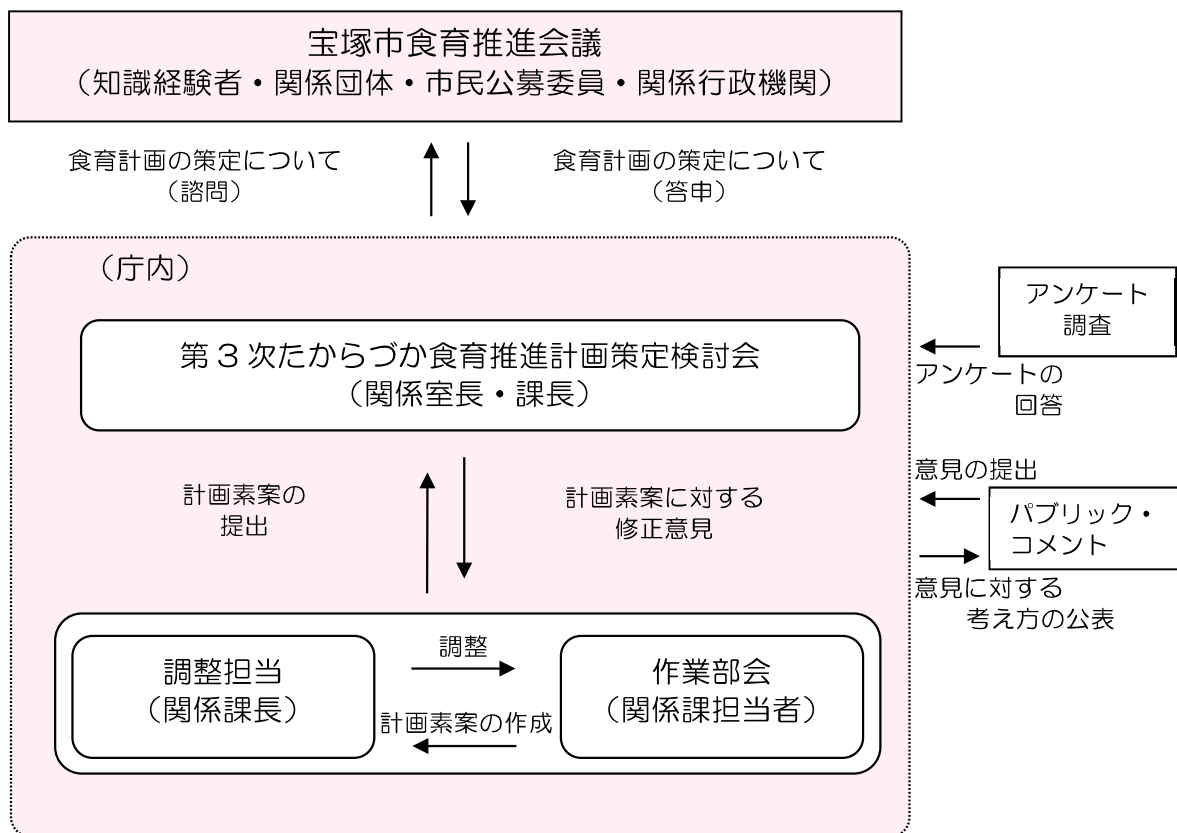 宝塚市食育推進会議
（知識経験者・関係団体・市民公募委員・関係行政機関）
食育計画の策定について
（諮問）
食育計画の策定について
（答申）
（庁内）
第3次たからづか食育推進計画策定検討会
（関係室長・課長）
アンケート
調査
アンケートの
回答
計画素案の
提出
計画素案に対する
修正意見
意見の提出
パブリック・
コメント
意見に対する
考え方の公表
調整担当
（関係課長）
調整
計画素案の作成
作業部会
（関係課担当者）